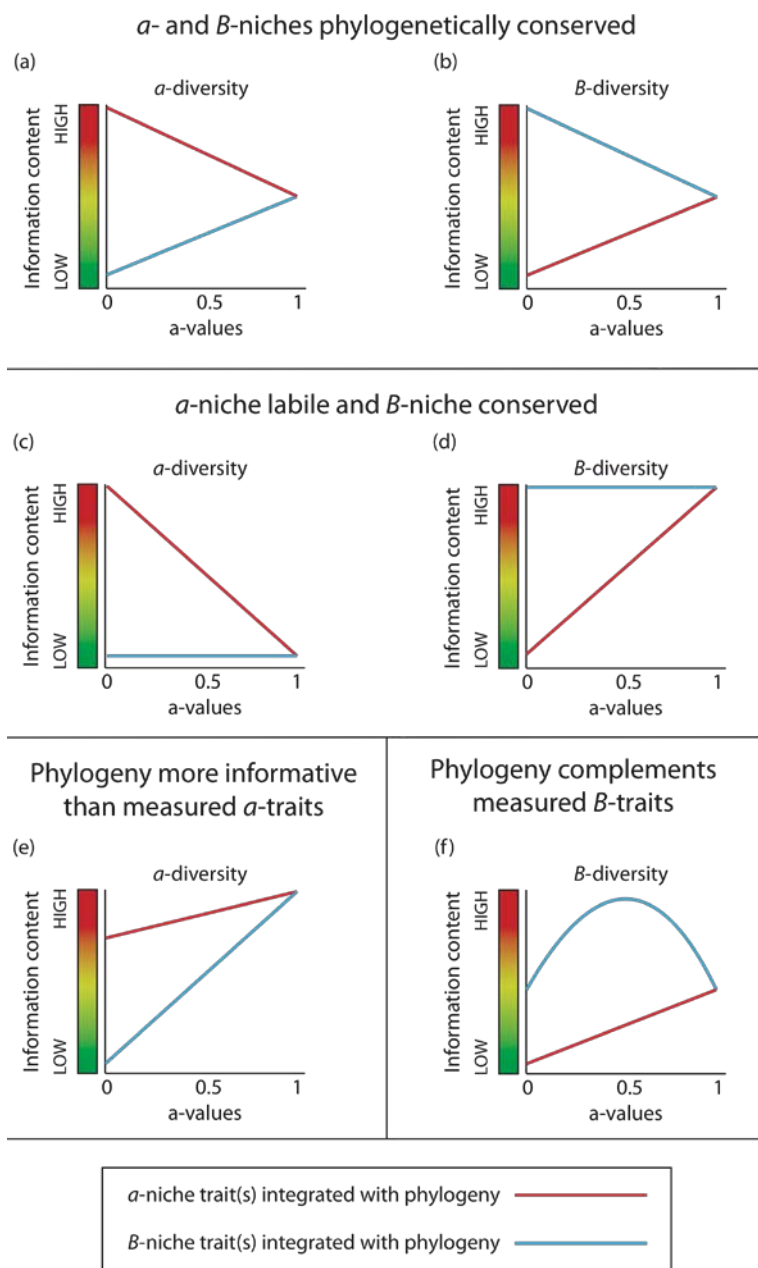 a- and B-niches phylogenetically conserved
(a)
a-diversity
Information content
HIGH
LOW
0 0.5 1
a-values
(b)
B-diversity
Information content
HIGH
LOW
0 0.5 1
a-values
a-niche labile and B-niche conserved
(c)
a-diversity
Information content
HIGH
LOW
0 0.5 1
a-values
(d)
B-diversity
Information content
HIGH
LOW
0 0.5 1
a-values
Phylogeny more informative
than measured a-traits
(e)
a-diversity
Information content
HIGH
LOW
0 0.5 1
a-values
Phylogeny complements
measured B-traits
(f)
B-diversity
Information content
HIGH
LOW
0 0.5 1
a-values
a-niche trait(s) integrated with phylogeny
B-niche trait(s) integrated with phylogeny